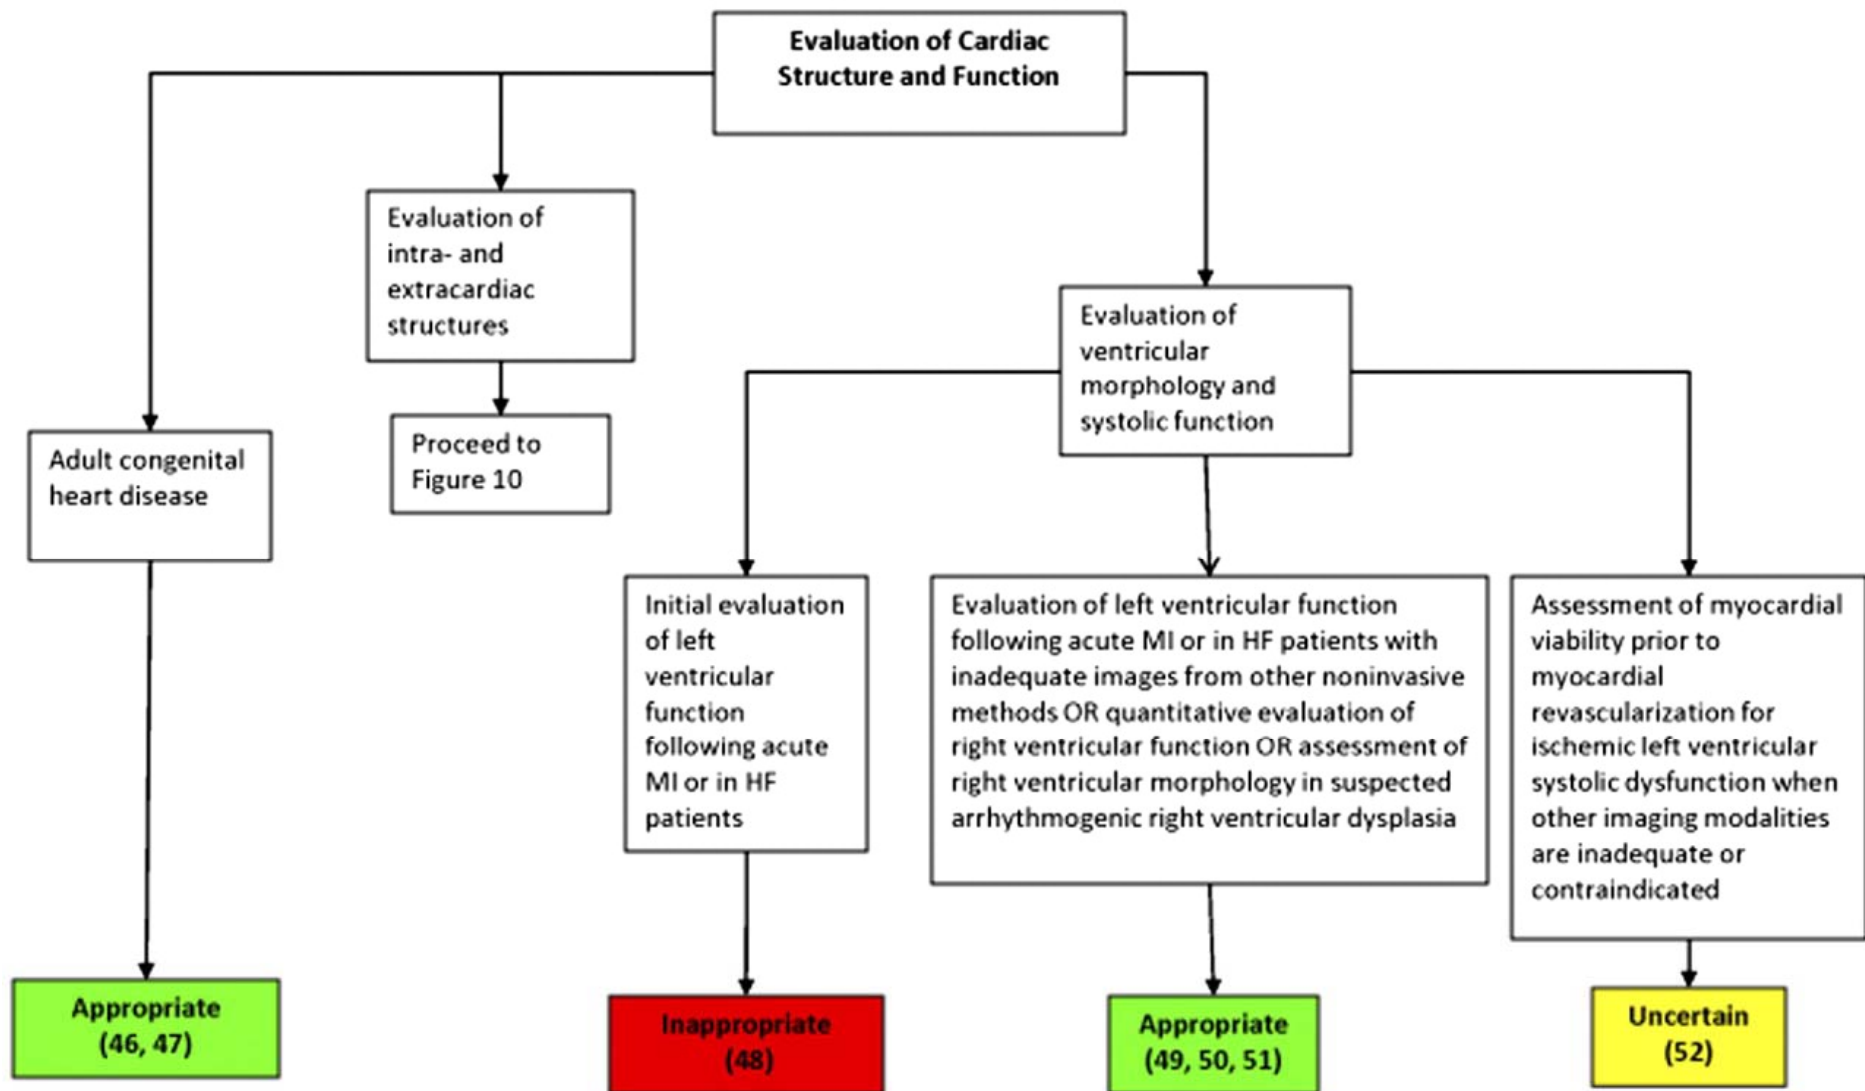 Evaluation of Cardiac
Structure and Function
Evaluation of
intra- and
extracardiac
structures
Proceed to
Figure 10
Adult congenital
heart disease
Appropriate
(46, 47)
Evaluation of
ventricular
morphology and
systolic function
Initial evaluation
of left
ventricular
function
following acute
MI or in HF
patients
Inappropriate
(48)
Evaluation of left ventricular function
following acute MI or in HF patients with
inadequate images from other noninvasive
methods OR quantitative evaluation of
right ventricular function OR assessment of
right ventricular morphology in suspected
arrhythmogenic right ventricular dysplasia
Appropriate
(49, 50, 51)
Assessment of myocardial
viability prior to
myocardial
revascularization for
ischemic left ventricular
systolic dysfunction when
other imaging modalities
are inadequate or
contraindicated
Uncertain
(52)